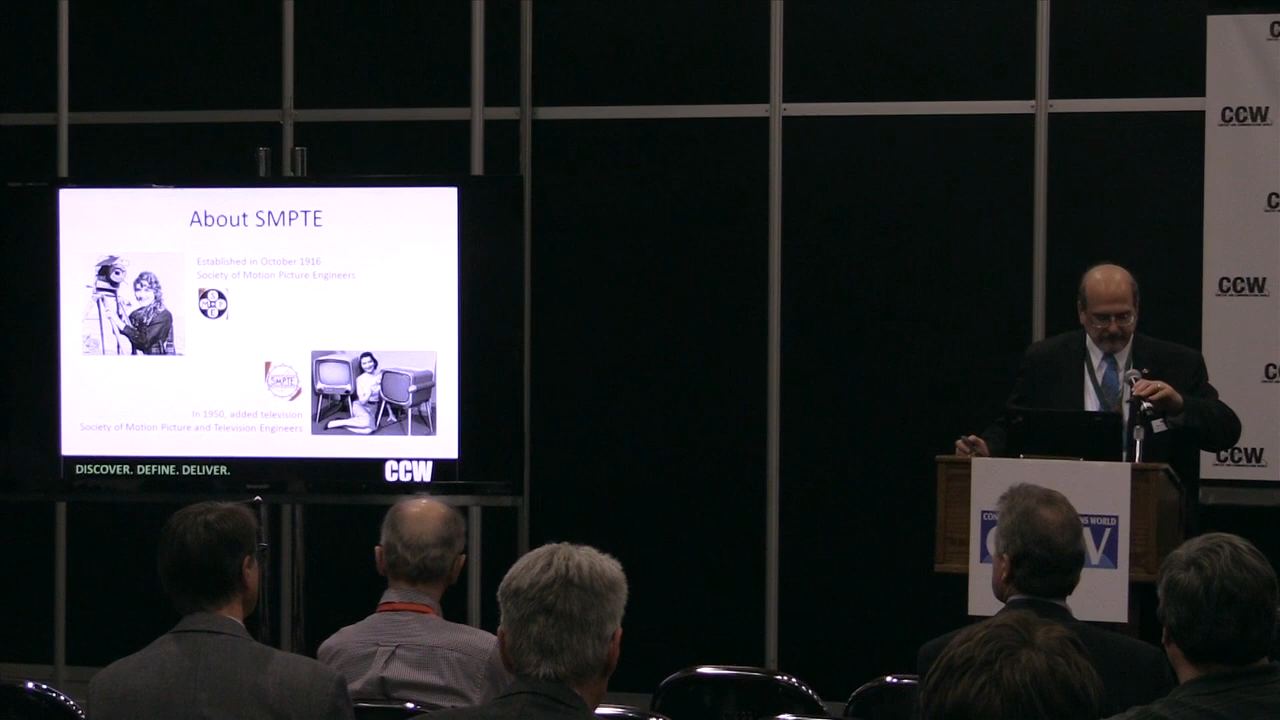 About SMPTE
Established in October 1916
Society of Motion Picture Engineers
S
M P
E
SMPTE
In 1950, added television
Society of Motion Picture and Television Engineers
DISCOVER. DEFINE. DELIVER.
CCW
CCW
CCW
CCW